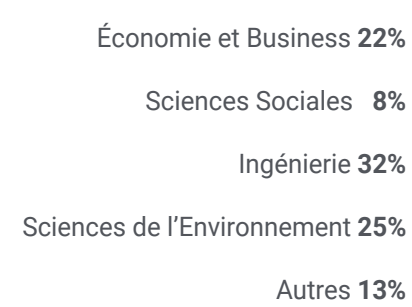 Économie et Business 22%
Sciences Sociales 8%
Ingénierie 32%
Sciences de l’Environnement 25%
Autres 13%